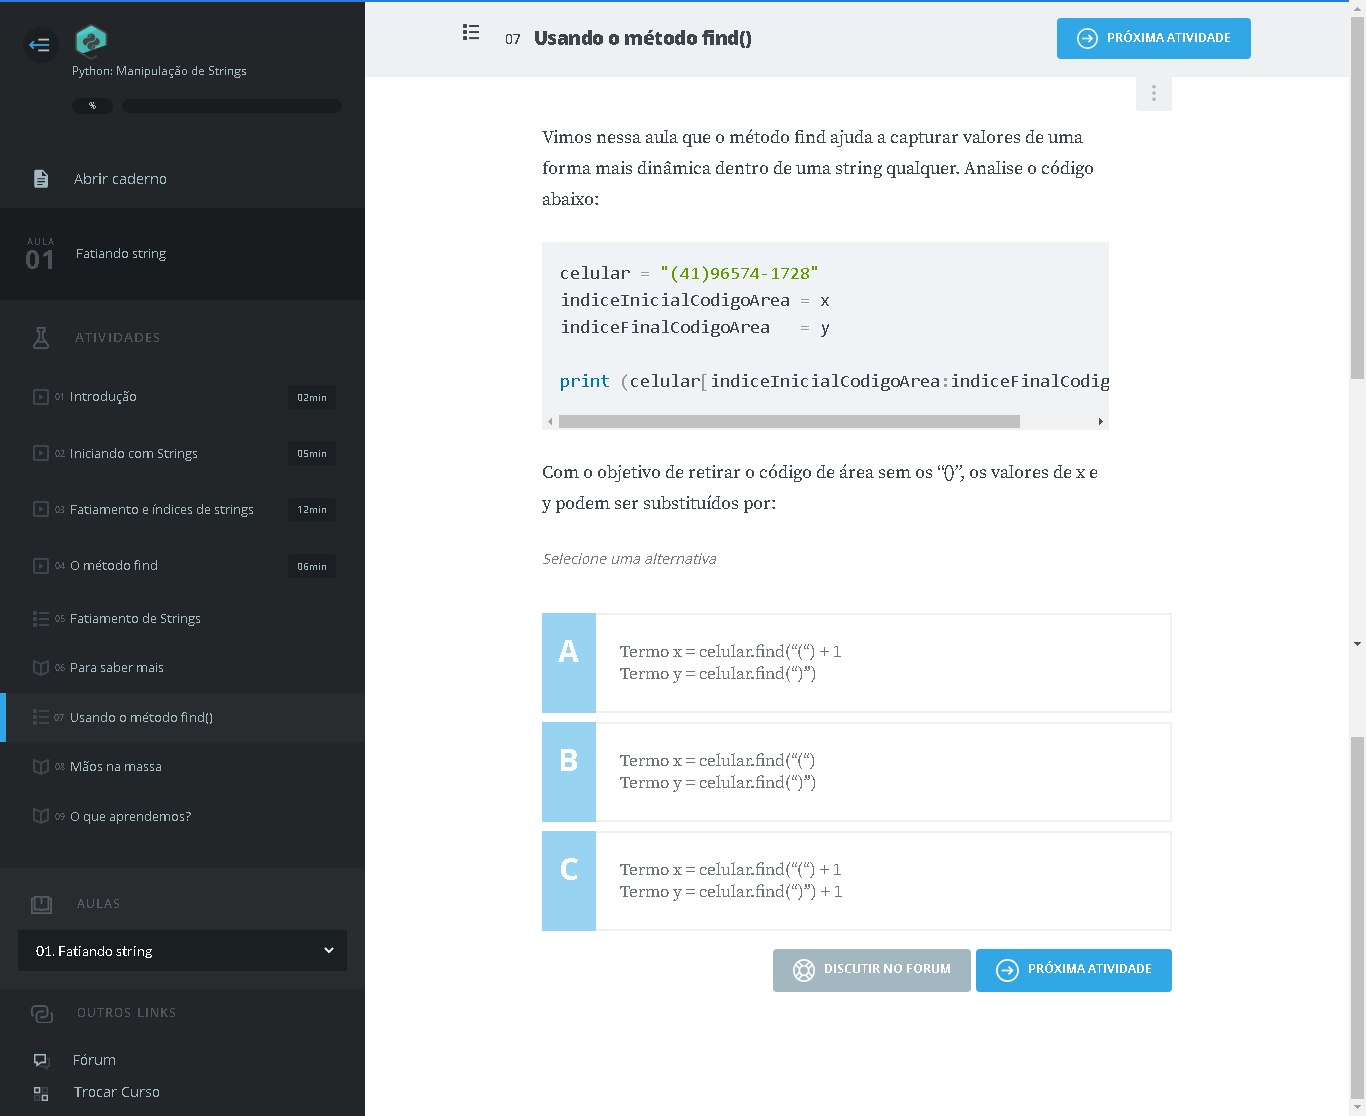 Python: Manipulação de Strings
%
Abrir caderno
AULA
01
Fatiando string
ATIVIDADES
01 Introdução 02min
02 Iniciando com Strings 05min
03 Fatiamento e índices de strings 12min
04 O método find 06min
05 Fatiamento de Strings
06 Para saber mais
07 Usando o método find()
08 Mãos na massa
09 O que aprendemos?
AULAS
01. Fatiando string
OUTROS LINKS
Fórum
Trocar Curso
07 Usando o método find()
PRÓXIMA ATIVIDADE
Vimos nessa aula que o método find ajuda a capturar valores de uma
forma mais dinâmica dentro de uma string qualquer. Analise o código
abaixo:
celular = "(41)96574-1728"
indiceInicialCodigoArea = x
indiceFinalCodigoArea   = y
print (celular[indiceInicialCodigoArea:indiceFinalCodig
Com o objetivo de retirar o código de área sem os “()”, os valores de x e
y podem ser substituídos por:
Selecione uma alternativa
A
Termo x = celular.find(“(“) + 1
Termo y = celular.find(“)”)
B
Termo x = celular.find(“(“)
Termo y = celular.find(“)”)
C
Termo x = celular.find(“(“) + 1
Termo y = celular.find(“)”) + 1
DISCUTIR NO FORUM
PRÓXIMA ATIVIDADE